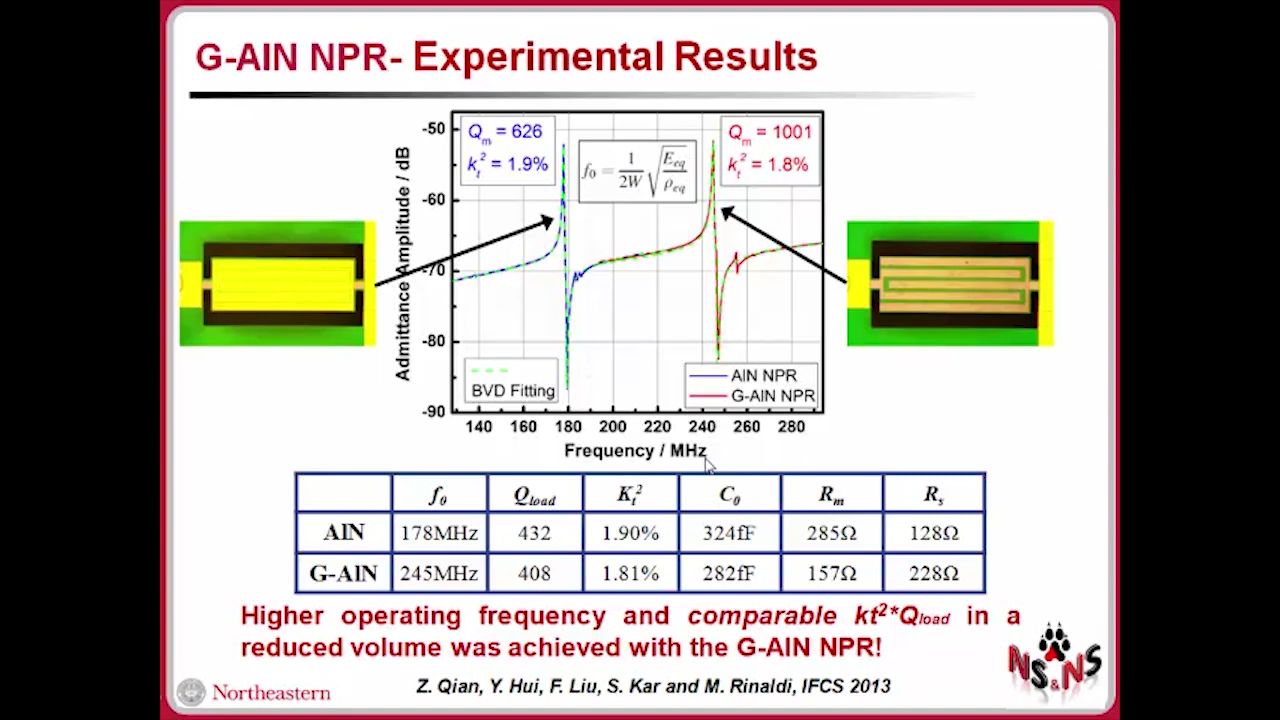 G-AlN NPR- Experimental Results
Admittance Amplitude / dB
-50
-60
-70
-80
-90
Qm = 626
kt² = 1.9%
f₀ = 1/2W √(Eeq/ρeq)
Qm = 1001
kt² = 1.8%
BVD Fitting
AlN NPR
G-AlN NPR
140 160 180 200 220 240 260 280
Frequency / MHz
f₀ Qload Kt² C₀ Rm Rs
AlN 178MHz 432 1.90% 324fF 285Ω 128Ω
G-AlN 245MHz 408 1.81% 282fF 157Ω 228Ω
Higher operating frequency and comparable kt²*Qload in a
reduced volume was achieved with the G-AlN NPR!
NS&NS
Northeastern
Z. Qian, Y. Hui, F. Liu, S. Kar and M. Rinaldi, IFCS 2013